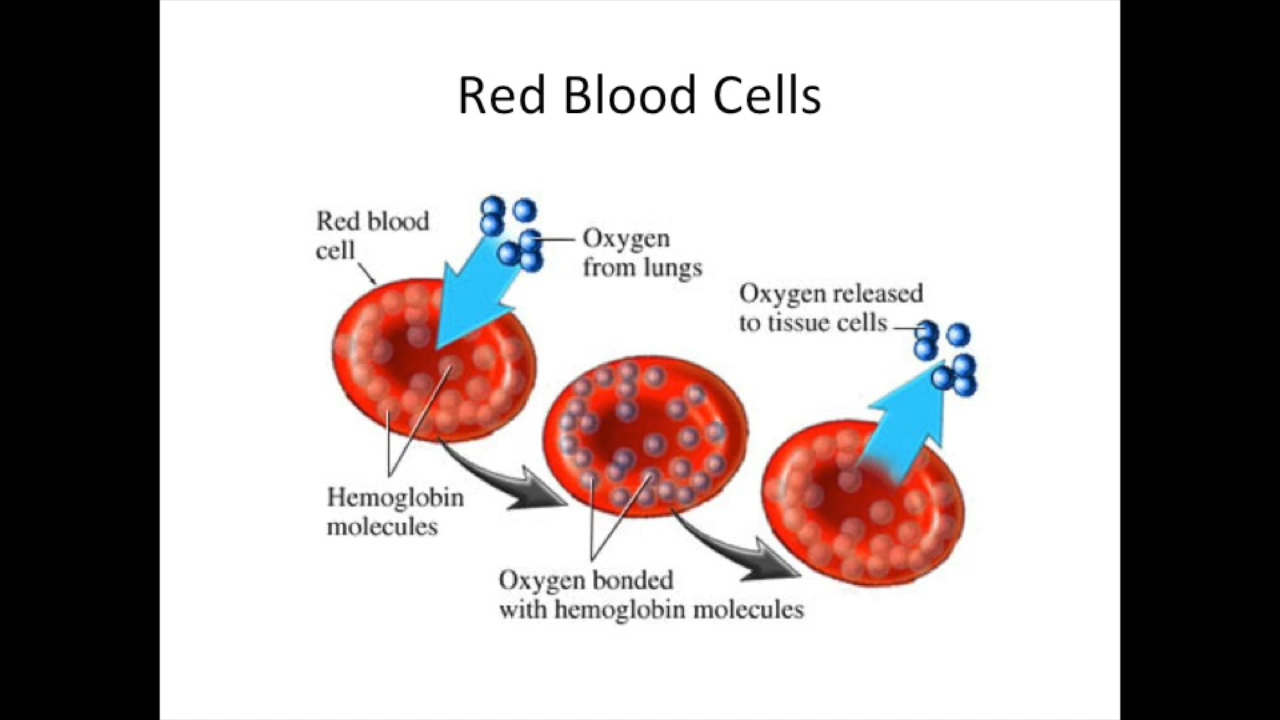 Red Blood Cells
Red blood
cell
Oxygen
from lungs
Oxygen released
to tissue cells
Hemoglobin
molecules
Oxygen bonded
with hemoglobin molecules